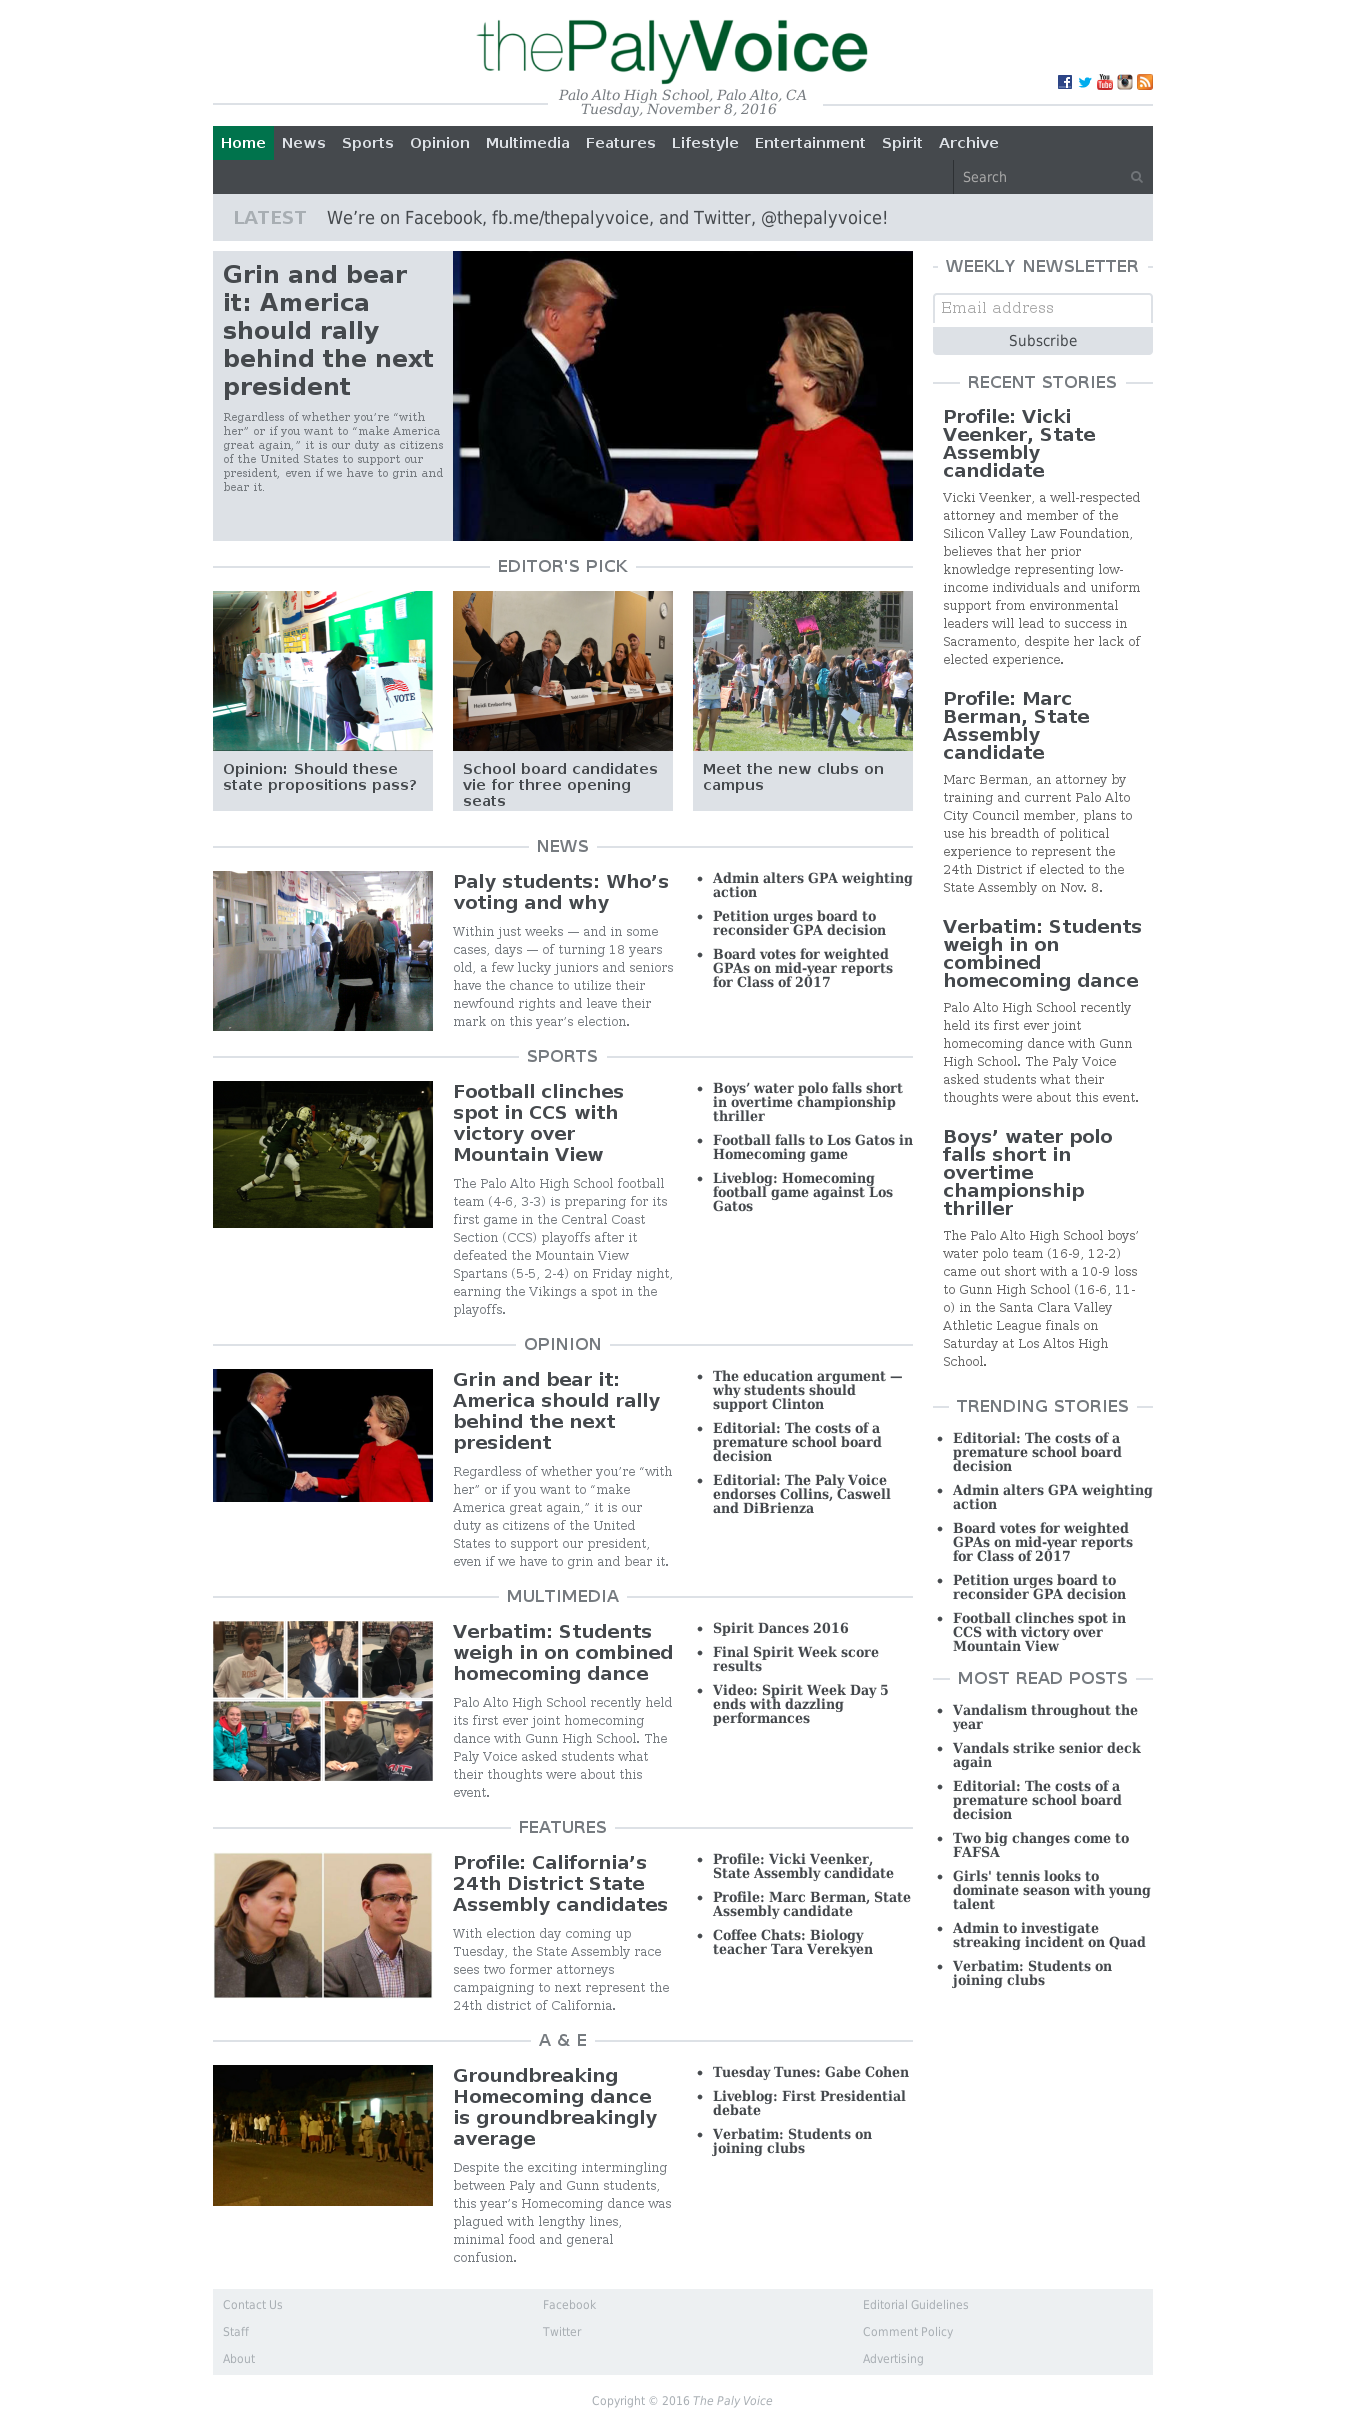 thePalyVoice
Palo Alto High School, Palo Alto, CA
Tuesday, November 8, 2016
Home News Sports Opinion Multimedia Features Lifestyle Entertainment Spirit Archive
Search
LATEST We’re on Facebook, fb.me/thepalyvoice, and Twitter, @thepalyvoice!
Grin and bear
it: America
should rally
behind the next
president
Regardless of whether you’re “with
her” or if you want to “make America
great again,” it is our duty as citizens
of the United States to support our
president, even if we have to grin and
bear it.
EDITOR'S PICK
VOTE
Heidi Emberling
Opinion: Should these
state propositions pass?
School board candidates
vie for three opening
seats
Meet the new clubs on
campus
NEWS
Paly students: Who’s
voting and why
Within just weeks — and in some
cases, days — of turning 18 years
old, a few lucky juniors and seniors
have the chance to utilize their
newfound rights and leave their
mark on this year’s election.
• Admin alters GPA weighting
action
• Petition urges board to
reconsider GPA decision
• Board votes for weighted
GPAs on mid-year reports
for Class of 2017
SPORTS
Football clinches
spot in CCS with
victory over
Mountain View
The Palo Alto High School football
team (4-6, 3-3) is preparing for its
first game in the Central Coast
Section (CCS) playoffs after it
defeated the Mountain View
Spartans (5-5, 2-4) on Friday night,
earning the Vikings a spot in the
playoffs.
• Boys’ water polo falls short
in overtime championship
thriller
• Football falls to Los Gatos in
Homecoming game
• Liveblog: Homecoming
football game against Los
Gatos
OPINION
Grin and bear it:
America should rally
behind the next
president
Regardless of whether you’re “with
her” or if you want to “make
America great again,” it is our
duty as citizens of the United
States to support our president,
even if we have to grin and bear it.
• The education argument —
why students should
support Clinton
• Editorial: The costs of a
premature school board
decision
• Editorial: The Paly Voice
endorses Collins, Caswell
and DiBrienza
MULTIMEDIA
Verbatim: Students
weigh in on combined
homecoming dance
Palo Alto High School recently held
its first ever joint homecoming
dance with Gunn High School. The
Paly Voice asked students what
their thoughts were about this
event.
• Spirit Dances 2016
• Final Spirit Week score
results
• Video: Spirit Week Day 5
ends with dazzling
performances
FEATURES
Profile: California’s
24th District State
Assembly candidates
With election day coming up
Tuesday, the State Assembly race
sees two former attorneys
campaigning to next represent the
24th district of California.
• Profile: Vicki Veenker,
State Assembly candidate
• Profile: Marc Berman, State
Assembly candidate
• Coffee Chats: Biology
teacher Tara Verekyen
A & E
Groundbreaking
Homecoming dance
is groundbreakingly
average
Despite the exciting intermingling
between Paly and Gunn students,
this year’s Homecoming dance was
plagued with lengthy lines,
minimal food and general
confusion.
• Tuesday Tunes: Gabe Cohen
• Liveblog: First Presidential
debate
• Verbatim: Students on
joining clubs
WEEKLY NEWSLETTER
Email address
Subscribe
RECENT STORIES
Profile: Vicki
Veenker, State
Assembly
candidate
Vicki Veenker, a well-respected
attorney and member of the
Silicon Valley Law Foundation,
believes that her prior
knowledge representing low-
income individuals and uniform
support from environmental
leaders will lead to success in
Sacramento, despite her lack of
elected experience.
Profile: Marc
Berman, State
Assembly
candidate
Marc Berman, an attorney by
training and current Palo Alto
City Council member, plans to
use his breadth of political
experience to represent the
24th District if elected to the
State Assembly on Nov. 8.
Verbatim: Students
weigh in on
combined
homecoming dance
Palo Alto High School recently
held its first ever joint
homecoming dance with Gunn
High School. The Paly Voice
asked students what their
thoughts were about this event.
Boys’ water polo
falls short in
overtime
championship
thriller
The Palo Alto High School boys’
water polo team (16-9, 12-2)
came out short with a 10-9 loss
to Gunn High School (16-6, 11-
0) in the Santa Clara Valley
Athletic League finals on
Saturday at Los Altos High
School.
TRENDING STORIES
• Editorial: The costs of a
premature school board
decision
• Admin alters GPA weighting
action
• Board votes for weighted
GPAs on mid-year reports
for Class of 2017
• Petition urges board to
reconsider GPA decision
• Football clinches spot in
CCS with victory over
Mountain View
MOST READ POSTS
• Vandalism throughout the
year
• Vandals strike senior deck
again
• Editorial: The costs of a
premature school board
decision
• Two big changes come to
FAFSA
• Girls' tennis looks to
dominate season with young
talent
• Admin to investigate
streaking incident on Quad
• Verbatim: Students on
joining clubs
Contact Us Facebook Editorial Guidelines
Staff Twitter Comment Policy
About Advertising
Copyright © 2016 The Paly Voice